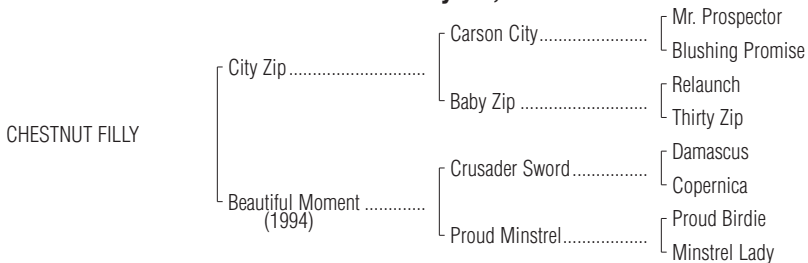 Mr. Prospector
Carson City.......................
Blushing Promise
City Zip.............................
Relaunch
Baby Zip ...........................
Thirty Zip
CHESTNUT FILLY
Damascus
Crusader Sword................
Copernica
Beautiful Moment .............
(1994)
Proud Birdie
Proud Minstrel..................
Minstrel Lady